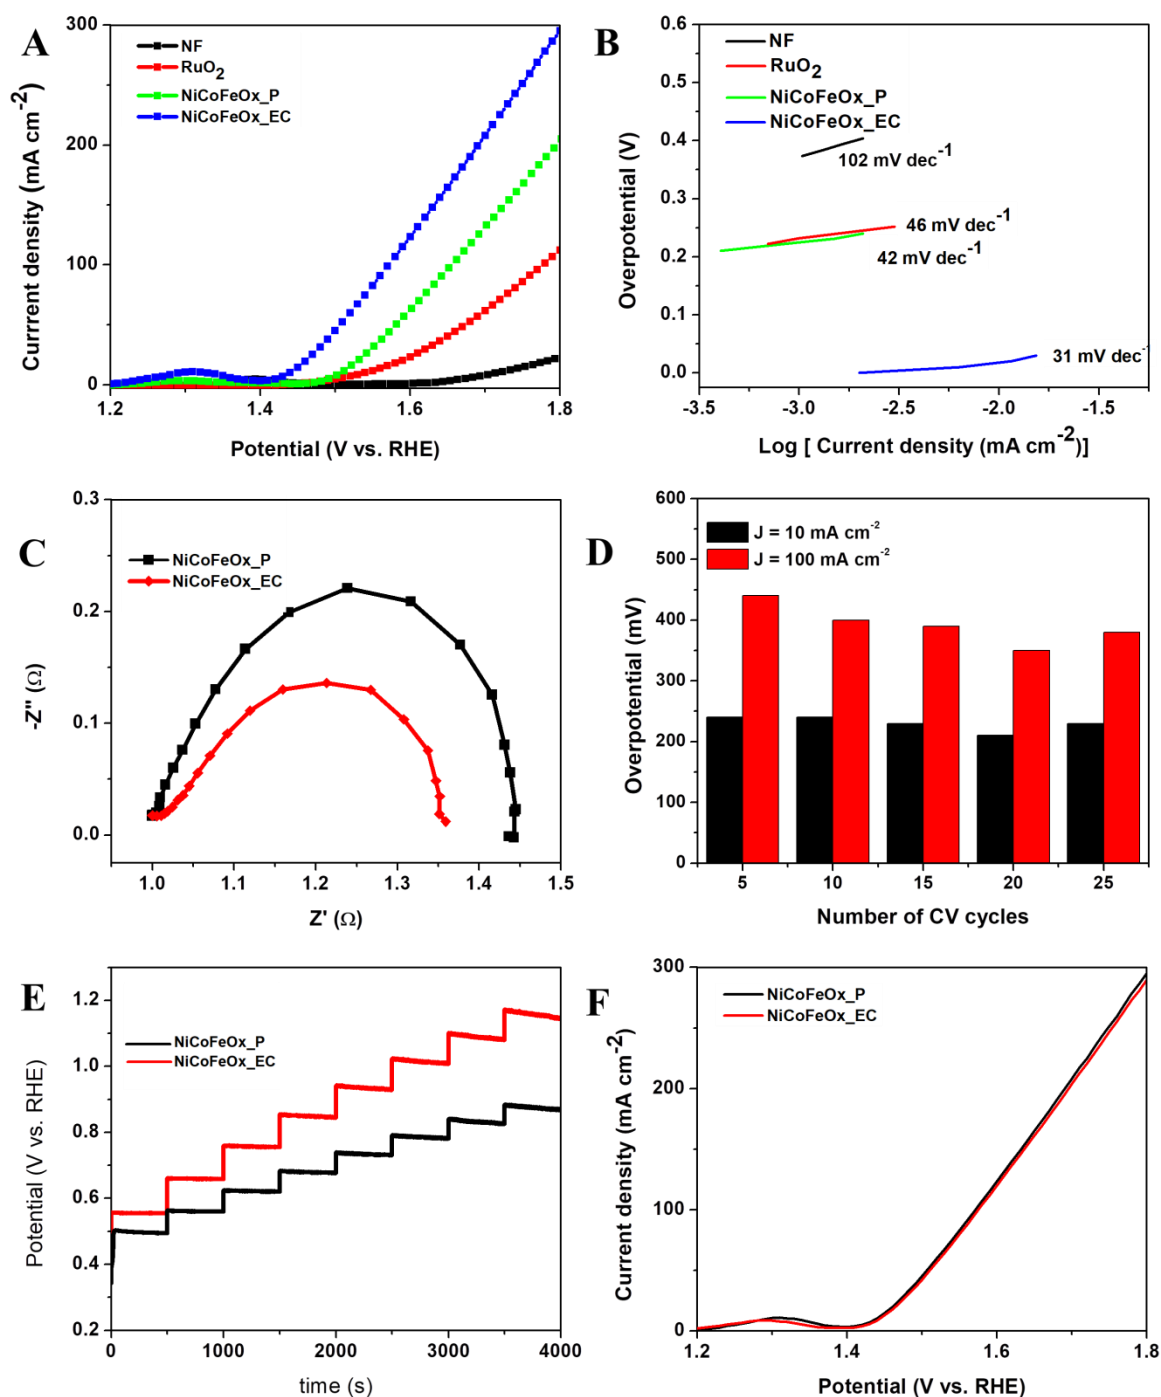 A
Currrent density (mA cm-2)
300
200
100
0
NF
RuO2
NiCoFeOx_P
NiCoFeOx_EC
1.2 1.4 1.6 1.8
Potential (V vs. RHE)
B
Overpotential (V)
0.6
0.5
0.4
0.3
0.2
0.1
0.0
NF
RuO2
NiCoFeOx_P
NiCoFeOx_EC
102 mV dec-1
46 mV dec-1
42 mV dec-1
31 mV dec-1
-3.5 -3.0 -2.5 -2.0 -1.5
Log [ Current density (mA cm-2)]
C
-Z" (Ω)
0.3
0.2
0.1
0.0
NiCoFeOx_P
NiCoFeOx_EC
1.0 1.1 1.2 1.3 1.4 1.5
Z' (Ω)
D
Overpotential (mV)
600
500
400
300
200
100
0
J = 10 mA cm-2
J = 100 mA cm-2
5 10 15 20 25
Number of CV cycles
E
Potential (V vs. RHE)
1.2
1.0
0.8
0.6
0.4
0.2
NiCoFeOx_P
NiCoFeOx_EC
0 1000 2000 3000 4000
time (s)
F
Current density (mA cm-2)
300
200
100
0
NiCoFeOx_P
NiCoFeOx_EC
1.2 1.4 1.6 1.8
Potential (V vs. RHE)